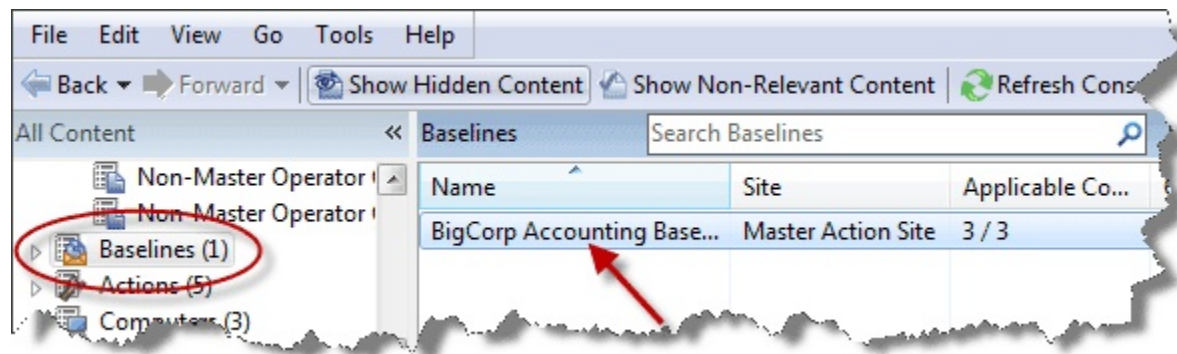 File Edit View Go Tools Help
Back Forward Show Hidden Content Show Non-Relevant Content Refresh Cons
All Content « Baselines Search Baselines
Non-Master Operator
Non-Master Operator
Name Site Applicable Co...
BigCorp Accounting Base... Master Action Site 3 / 3
Baselines (1)
Actions (5)
Computers (3)